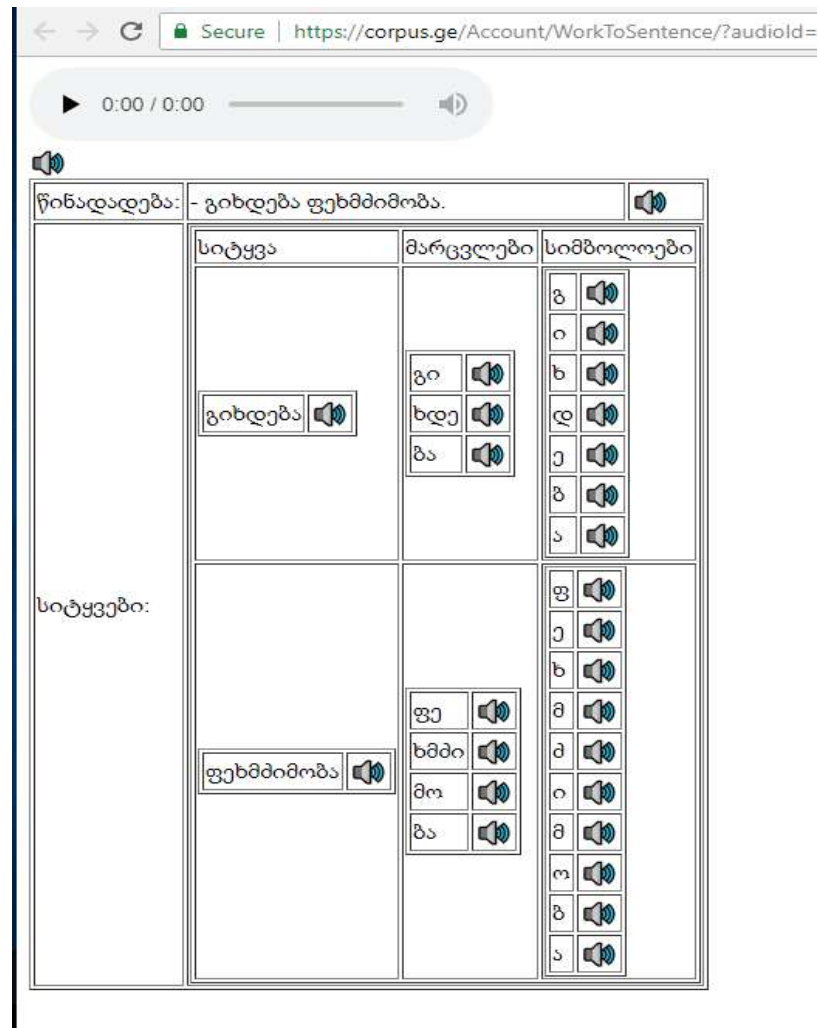 Secure | https://corpus.ge/Account/WorkToSentence/?audioId=
0:00 / 0:00
წინადადება: - გიხდება ფეხმძიმობა.
სიტყვები:
სიტყვა მარცვლები სიმბოლოები
გიხდება
გი
ხდე
ბა
გ
ი
ხ
დ
ე
ბ
ა
ფეხმძიმობა
ფე
ხმძი
მო
ბა
ფ
ე
ხ
მ
ძ
ი
მ
ო
ბ
ა